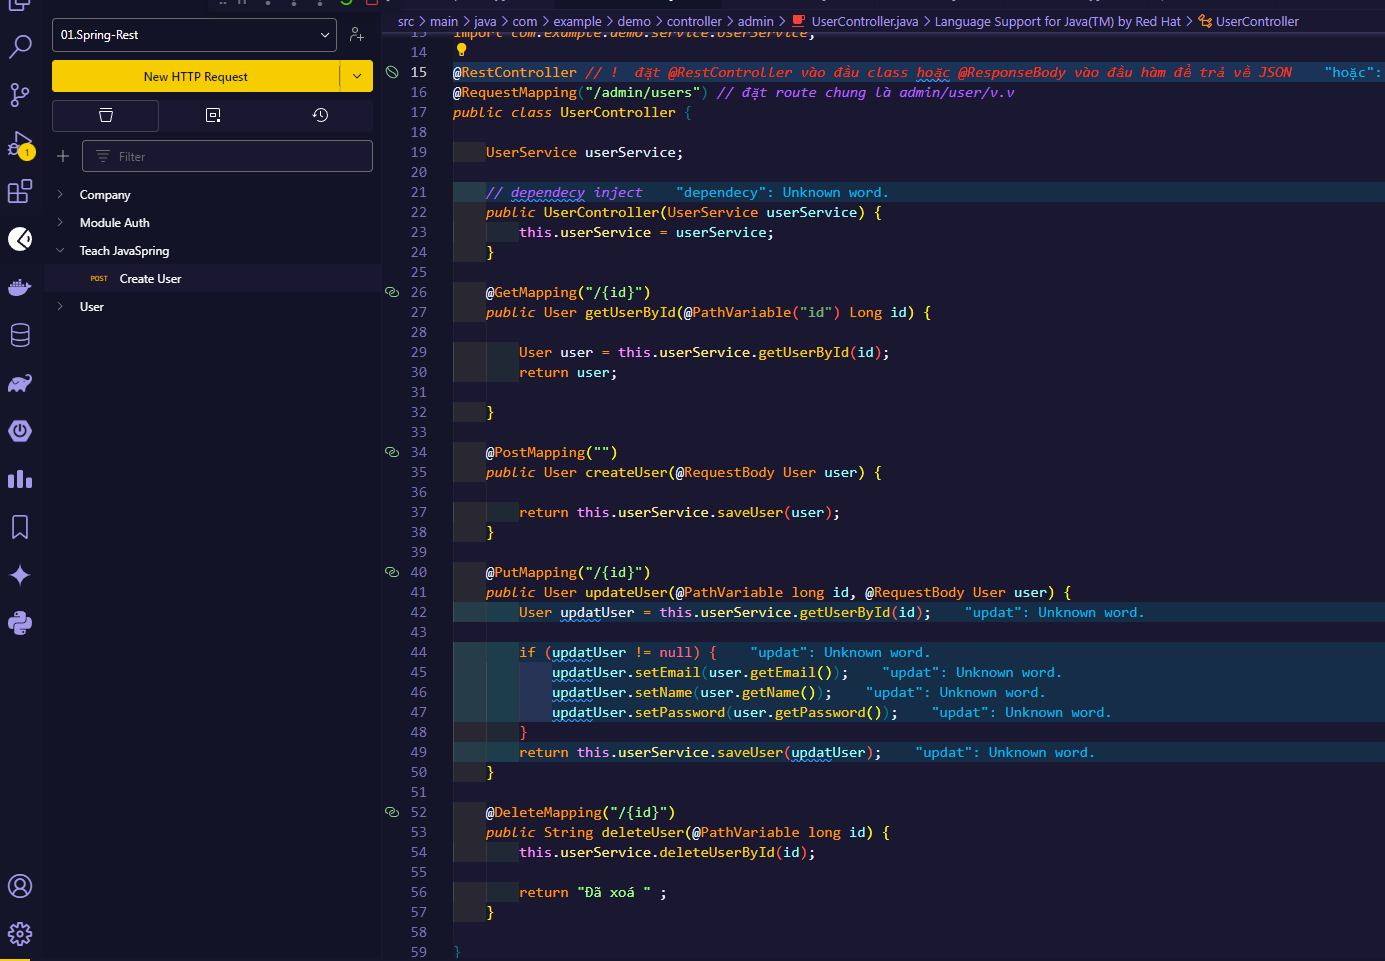 src > main > java > com > example > demo > controller > admin > UserController.java > Language Support for Java(TM) by Red Hat > UserController
01.Spring-Rest
New HTTP Request
Filter
Company
Module Auth
Teach JavaSpring
POST Create User
User
1
13 import com.example.demo.service.UserService;
14
15 @RestController // ! đặt @RestController vào đầu class hoặc @ResponseBody vào đầu hàm để trả về JSON "hoặc":
16 @RequestMapping("/admin/users") // đặt route chung là admin/user/v.v
17 public class UserController {
18
19 UserService userService;
20
21 // dependecy inject "dependecy": Unknown word.
22 public UserController(UserService userService) {
23 this.userService = userService;
24 }
25
26 @GetMapping("/{id}")
27 public User getUserById(@PathVariable("id") Long id) {
28
29 User user = this.userService.getUserById(id);
30 return user;
31
32 }
33
34 @PostMapping("")
35 public User createUser(@RequestBody User user) {
36
37 return this.userService.saveUser(user);
38 }
39
40 @PutMapping("/{id}")
41 public User updateUser(@PathVariable long id, @RequestBody User user) {
42 User updatUser = this.userService.getUserById(id); "updat": Unknown word.
43
44 if (updatUser != null) { "updat": Unknown word.
45 updatUser.setEmail(user.getEmail()); "updat": Unknown word.
46 updatUser.setName(user.getName()); "updat": Unknown word.
47 updatUser.setPassword(user.getPassword()); "updat": Unknown word.
48 }
49 return this.userService.saveUser(updatUser); "updat": Unknown word.
50 }
51
52 @DeleteMapping("/{id}")
53 public String deleteUser(@PathVariable long id) {
54 this.userService.deleteUserById(id);
55
56 return "Đã xoá " ;
57 }
58
59 }